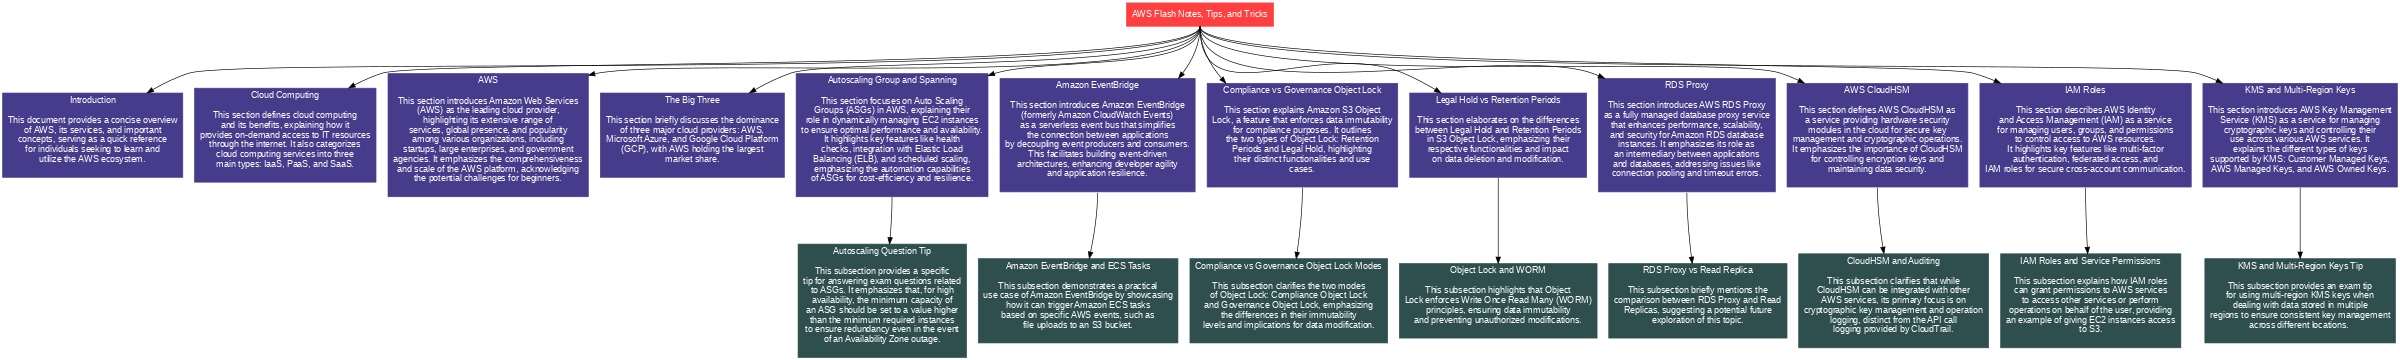 AWS Flash Notes, Tips, and Tricks
Introduction
This document provides a concise overview
of AWS, its services, and important
concepts, serving as a quick reference
for individuals seeking to learn and
utilize the AWS ecosystem.
Cloud Computing
This section defines cloud computing
and its benefits, explaining how it
provides on-demand access to IT resources
through the internet. It also categorizes
cloud computing services into three
main types: IaaS, PaaS, and SaaS.
AWS
This section introduces Amazon Web Services
(AWS) as the leading cloud provider,
highlighting its extensive range of
services, global presence, and popularity
among various organizations, including
startups, large enterprises, and government
agencies. It emphasizes the comprehensiveness
and scale of the AWS platform, acknowledging
the potential challenges for beginners.
The Big Three
This section briefly discusses the dominance
of three major cloud providers: AWS,
Microsoft Azure, and Google Cloud Platform
(GCP), with AWS holding the largest
market share.
Autoscaling Group and Spanning
This section focuses on Auto Scaling
Groups (ASGs) in AWS, explaining their
role in dynamically managing EC2 instances
to ensure optimal performance and availability.
It highlights key features like health
checks, integration with Elastic Load
Balancing (ELB), and scheduled scaling,
emphasizing the automation capabilities
of ASGs for cost-efficiency and resilience.
Amazon EventBridge
This section introduces Amazon EventBridge
(formerly Amazon CloudWatch Events)
as a serverless event bus that simplifies
the connection between applications
by decoupling event producers and consumers.
This facilitates building event-driven
architectures, enhancing developer agility
and application resilience.
Compliance vs Governance Object Lock
This section explains Amazon S3 Object
Lock, a feature that enforces data immutability
for compliance purposes. It outlines
the two types of Object Lock: Retention
Periods and Legal Hold, highlighting
their distinct functionalities and use
cases.
Legal Hold vs Retention Periods
This section elaborates on the differences
between Legal Hold and Retention Periods
in S3 Object Lock, emphasizing their
respective functionalities and impact
on data deletion and modification.
RDS Proxy
This section introduces AWS RDS Proxy
as a fully managed database proxy service
that enhances performance, scalability,
and security for Amazon RDS database
instances. It emphasizes its role as
an intermediary between applications
and databases, addressing issues like
connection pooling and timeout errors.
AWS CloudHSM
This section defines AWS CloudHSM as
a service providing hardware security
modules in the cloud for secure key
management and cryptographic operations.
It emphasizes the importance of CloudHSM
for controlling encryption keys and
maintaining data security.
IAM Roles
This section describes AWS Identity
and Access Management (IAM) as a service
for managing users, groups, and permissions
to control access to AWS resources.
It highlights key features like multi-factor
authentication, federated access, and
IAM roles for secure cross-account communication.
KMS and Multi-Region Keys
This section introduces AWS Key Management
Service (KMS) as a service for managing
cryptographic keys and controlling their
use across various AWS services. It
explains the different types of keys
supported by KMS: Customer Managed Keys,
AWS Managed Keys, and AWS Owned Keys.
Autoscaling Question Tip
This subsection provides a specific
tip for answering exam questions related
to ASGs. It emphasizes that, for high
availability, the minimum capacity of
an ASG should be set to a value higher
than the minimum required instances
to ensure redundancy even in the event
of an Availability Zone outage.
Amazon EventBridge and ECS Tasks
This subsection demonstrates a practical
use case of Amazon EventBridge by showcasing
how it can trigger Amazon ECS tasks
based on specific AWS events, such as
file uploads to an S3 bucket.
Compliance vs Governance Object Lock Modes
This subsection clarifies the two modes
of Object Lock: Compliance Object Lock
and Governance Object Lock, emphasizing
the differences in their immutability
levels and implications for data modification.
Object Lock and WORM
This subsection highlights that Object
Lock enforces Write Once Read Many (WORM)
principles, ensuring data immutability
and preventing unauthorized modifications.
RDS Proxy vs Read Replica
This subsection briefly mentions the
comparison between RDS Proxy and Read
Replicas, suggesting a potential future
exploration of this topic.
CloudHSM and Auditing
This subsection clarifies that while
CloudHSM can be integrated with other
AWS services, its primary focus is on
cryptographic key management and operation
logging, distinct from the API call
logging provided by CloudTrail.
IAM Roles and Service Permissions
This subsection explains how IAM roles
can grant permissions to AWS services
to access other services or perform
operations on behalf of the user, providing
an example of giving EC2 instances access
to S3.
KMS and Multi-Region Keys Tip
This subsection provides an exam tip
for using multi-region KMS keys when
dealing with data stored in multiple
regions to ensure consistent key management
across different locations.